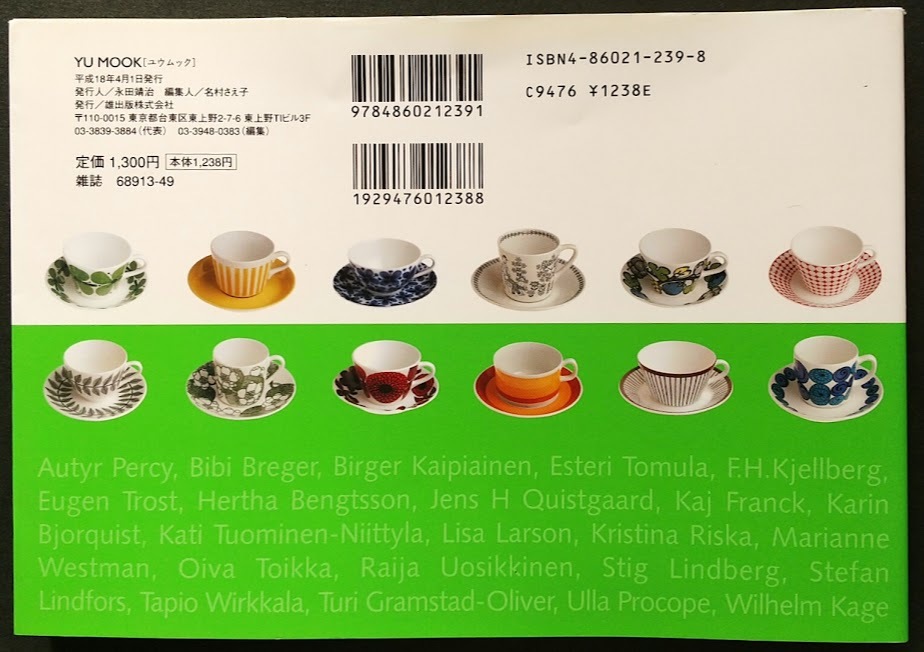 YU MOOK[ユウムック]
平成18年4月1日発行
発行人／永田靖治 編集人／名村さえ子
発行／雄出版株式会社
〒110-0015 東京都台東区東上野2-7-6 東上野TIビル3F
03-3839-3884（代表） 03-3948-0383（編集）
定価 1,300円 本体1,238円
雑誌 68913-49
9784860212391
1929476012388
ISBN4-86021-239-8
C9476 ¥1238E
Autyr Percy, Bibi Breger, Birger Kaipiainen, Esteri Tomula, F.H.Kjellberg,
Eugen Trost, Hertha Bengtsson, Jens H Quistgaard, Kaj Franck, Karin
Bjorquist, Kati Tuominen-Niittyla, Lisa Larson, Kristina Riska, Marianne
Westman, Oiva Toikka, Raija Uosikkinen, Stig Lindberg, Stefan
Lindfors, Tapio Wirkkala, Turi Gramstad-Oliver, Ulla Procope, Wilhelm Kage